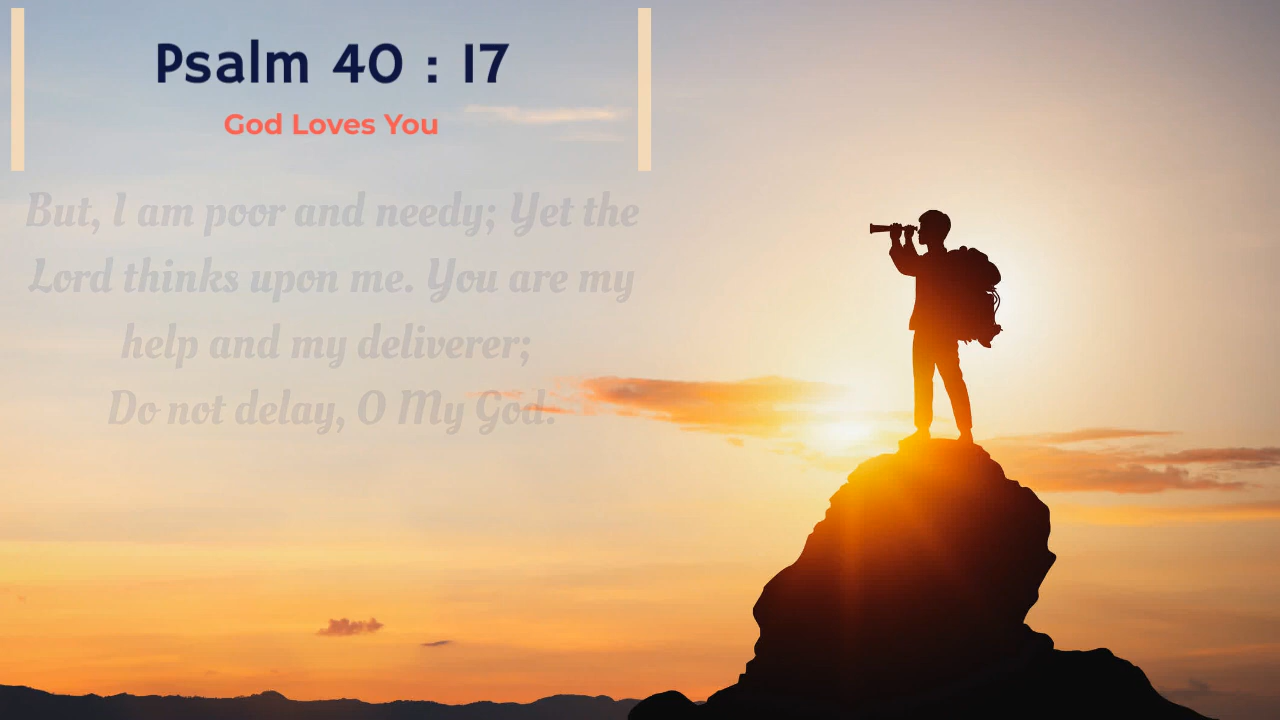 Psalm 40 : 17
God Loves You
But, I am poor and needy; Yet the
Lord thinks upon me. You are my
help and my deliverer;
Do not delay, O My God.